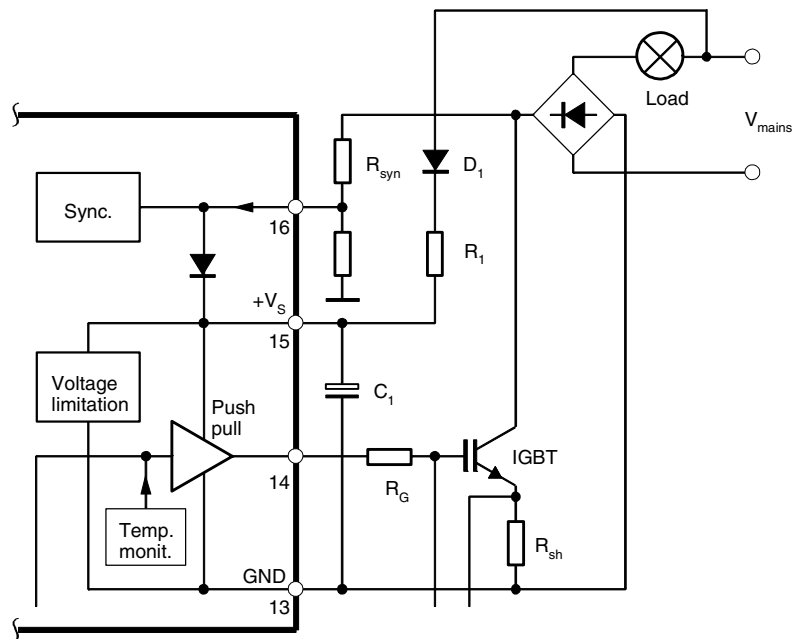 Load
V_mains
R_syn
D_1
Sync.
16
R_1
+V_S
15
Voltage
limitation
C_1
Push
pull
IGBT
14
R_G
Temp.
monit.
R_sh
GND
13